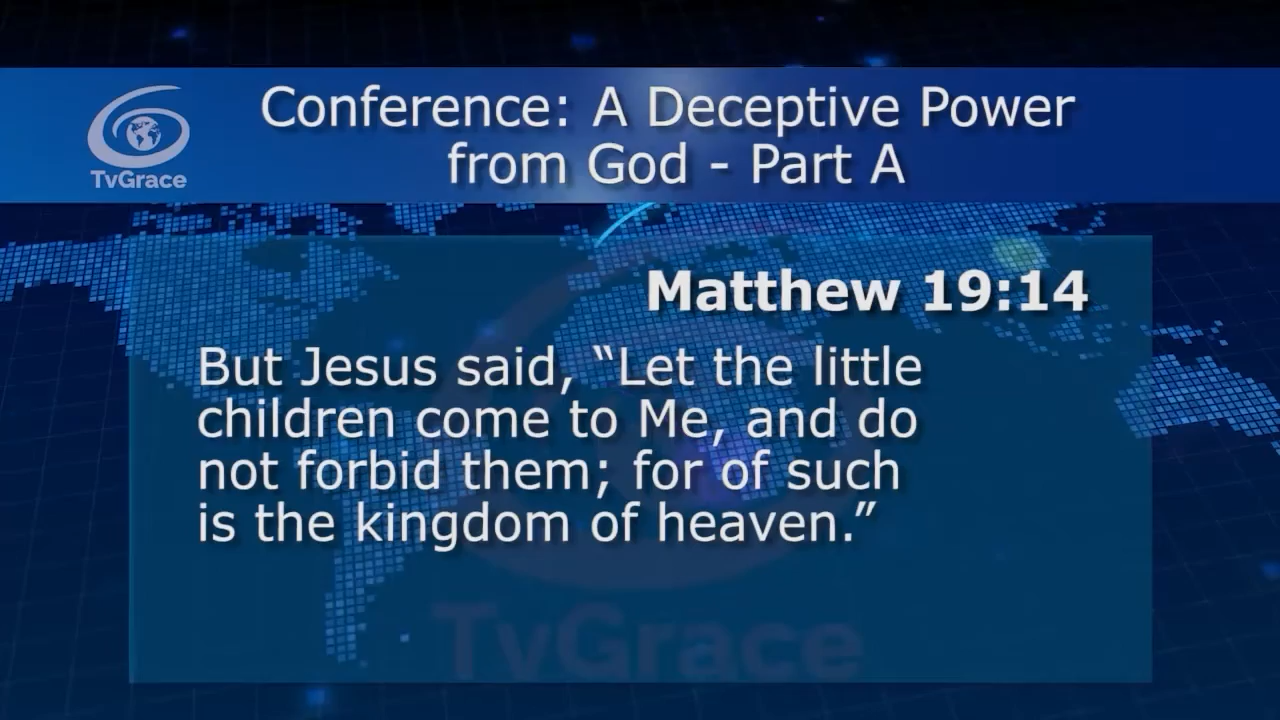 Conference: A Deceptive Power
from God - Part A
TvGrace
Matthew 19:14
But Jesus said, “Let the little
children come to Me, and do
not forbid them; for of such
is the kingdom of heaven.”
TvGrace